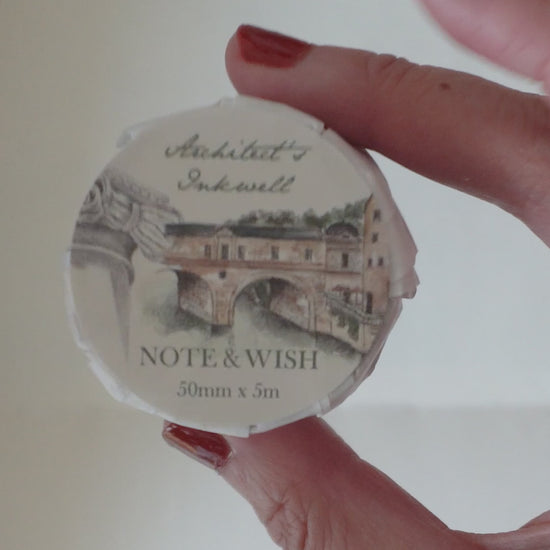 Architect's
Inkwell
NOTE & WISH
50mm x 5m